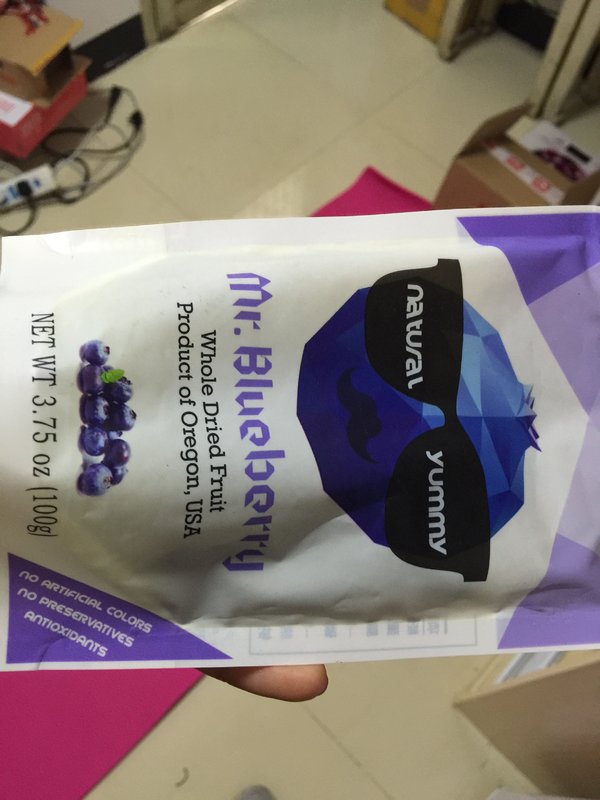 natural yummy
Mr. Blueberry
Whole Dried Fruit
Product of Oregon, USA
NET WT 3.75 oz (100g)
NO ARTIFICIAL COLORS
NO PRESERVATIVES
ANTIOXIDANTS